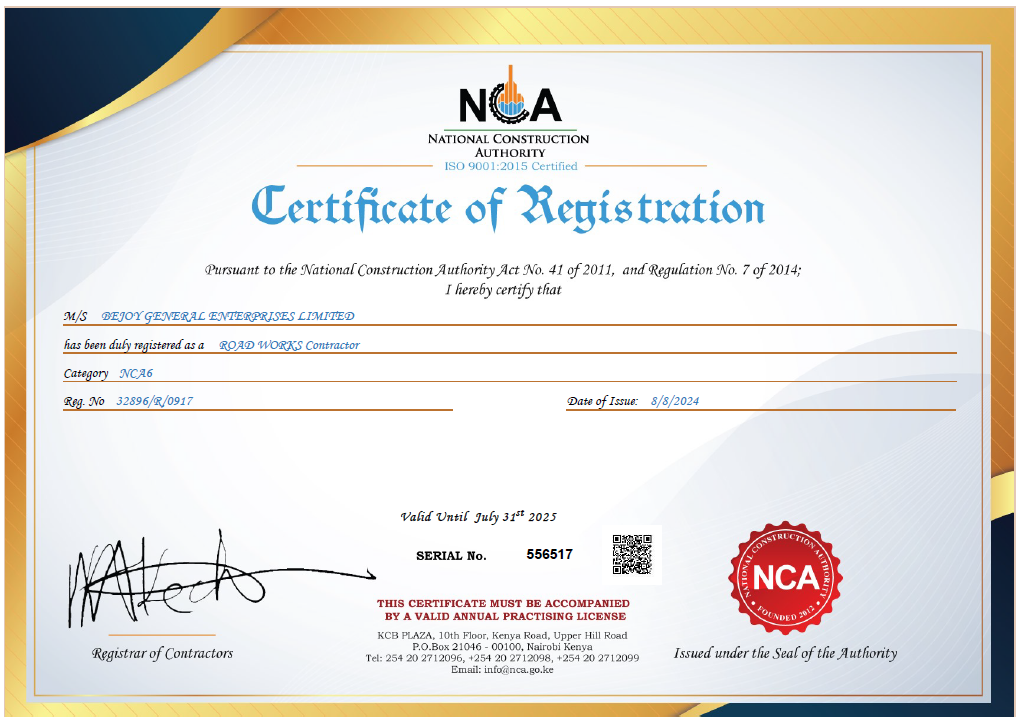 NCA
NATIONAL CONSTRUCTION
AUTHORITY
ISO 9001:2015 Certified
Certificate of Registration
Pursuant to the National Construction Authority Act No. 41 of 2011, and Regulation No. 7 of 2014;
I hereby certify that
M/S BEJOY GENERAL ENTERPRISES LIMITED
has been duly registered as a ROAD WORKS Contractor
Category NCA6
Reg. No 32896/R/0917 Date of Issue: 8/8/2024
Valid Until July 31st 2025
SERIAL No. 556517
NATIONAL CONSTRUCTION AUTHORITY
NCA
FOUNDED 2012
THIS CERTIFICATE MUST BE ACCOMPANIED
BY A VALID ANNUAL PRACTISING LICENSE
KCB PLAZA, 10th Floor, Kenya Road, Upper Hill Road
P.O.Box 21046 - 00100, Nairobi Kenya
Tel: 254 20 2712096, +254 20 2712098, +254 20 2712099
Email: info@nca.go.ke
Registrar of Contractors
Issued under the Seal of the Authority